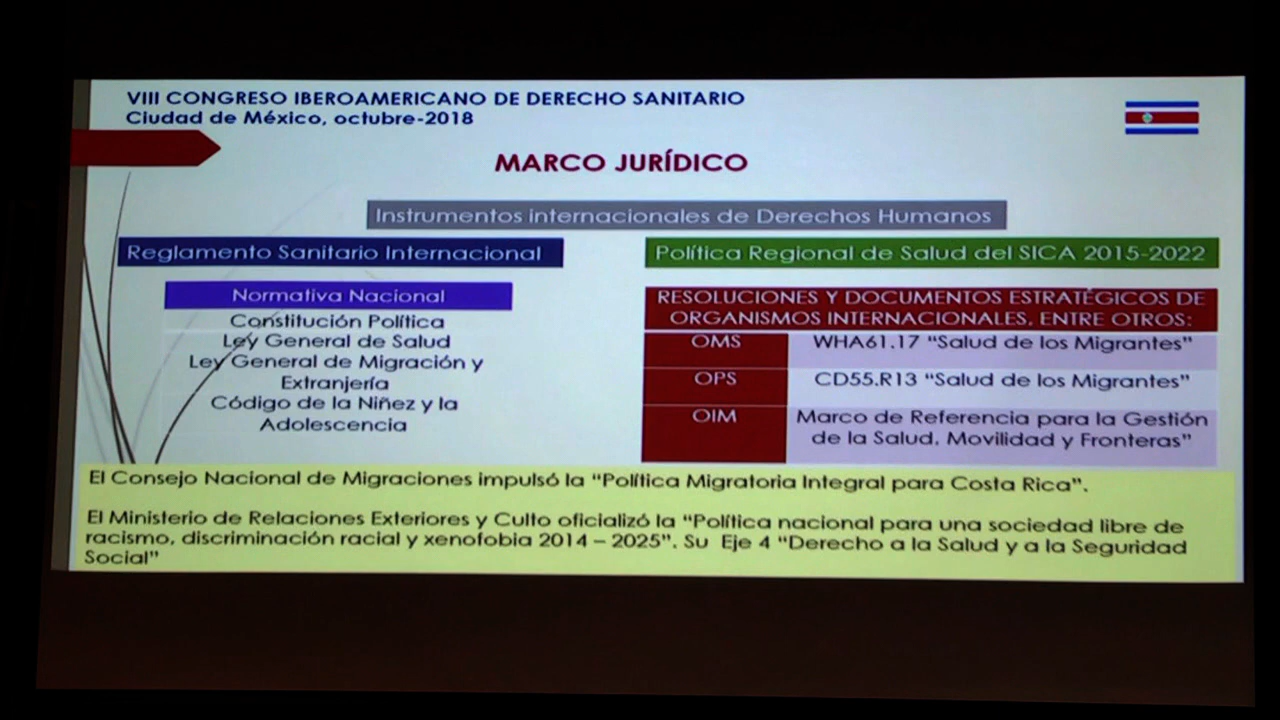 VIII CONGRESO IBEROAMERICANO DE DERECHO SANITARIO
Ciudad de México, octubre-2018
MARCO JURÍDICO
Instrumentos internacionales de Derechos Humanos
Reglamento Sanitario Internacional
Política Regional de Salud del SICA 2015-2022
Normativa Nacional
Constitución Política
Ley General de Salud
Ley General de Migración y
Extranjería
Código de la Niñez y la
Adolescencia
RESOLUCIONES Y DOCUMENTOS ESTRATÉGICOS DE
ORGANISMOS INTERNACIONALES. ENTRE OTROS:
OMS WHA61.17 “Salud de los Migrantes”
OPS CD55.R13 “Salud de los Migrantes”
OIM Marco de Referencia para la Gestión
de la Salud. Movilidad y Fronteras”
El Consejo Nacional de Migraciones impulsó la “Política Migratoria Integral para Costa Rica”.
El Ministerio de Relaciones Exteriores y Culto oficializó la “Política nacional para una sociedad libre de
racismo, discriminación racial y xenofobia 2014 – 2025”. Su Eje 4 “Derecho a la Salud y a la Seguridad
Social”